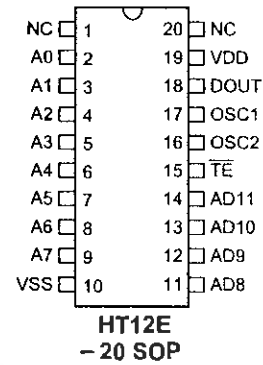 NC 1 20 NC
A0 2 19 VDD
A1 3 18 DOUT
A2 4 17 OSC1
A3 5 16 OSC2
A4 6 15 T̅E̅
A5 7 14 AD11
A6 8 13 AD10
A7 9 12 AD9
VSS 10 11 AD8
HT12E
– 20 SOP